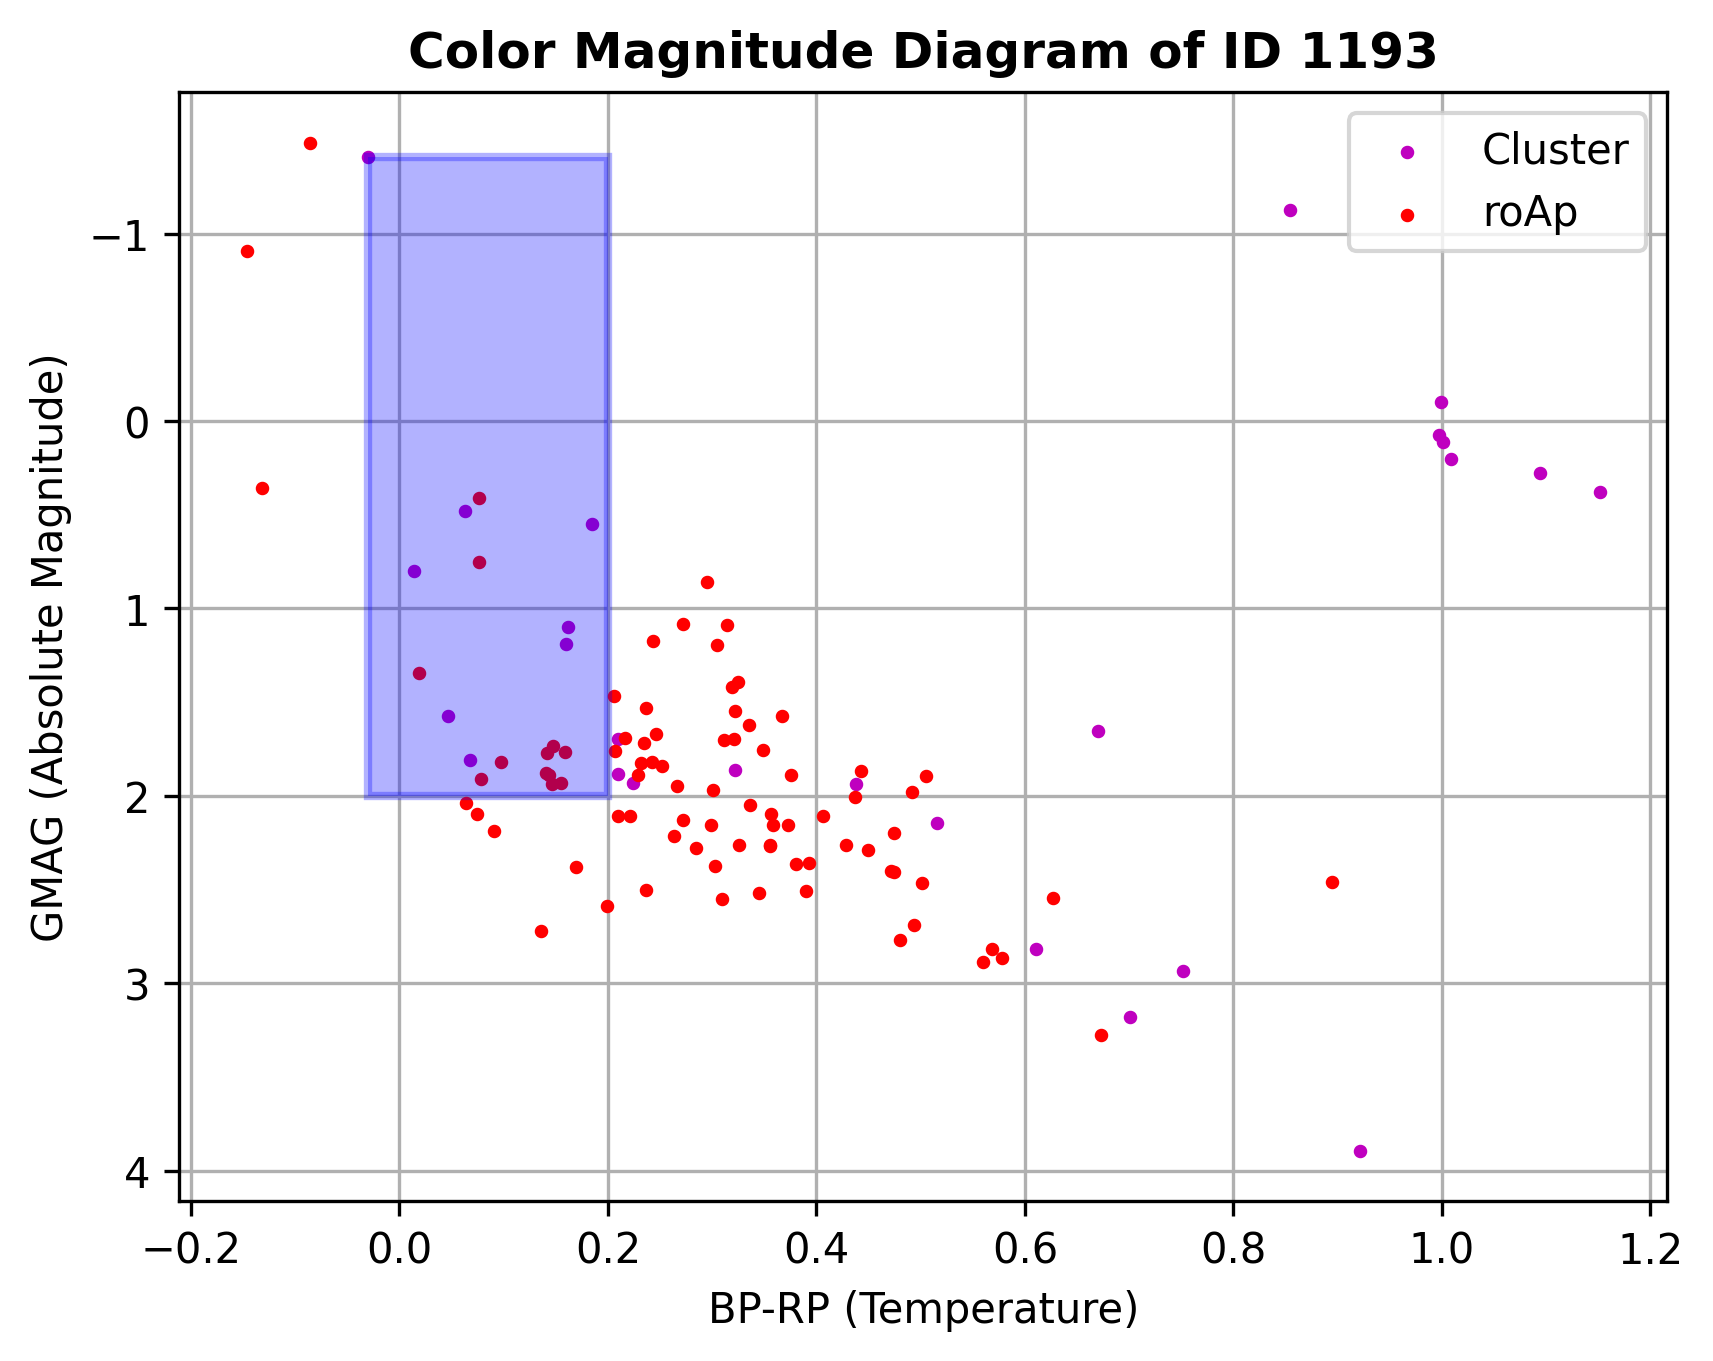 Color Magnitude Diagram of ID 1193
Cluster
roAp
GMAG (Absolute Magnitude)
−1
0
1
2
3
4
−0.2 0.0 0.2 0.4 0.6 0.8 1.0 1.2
BP-RP (Temperature)